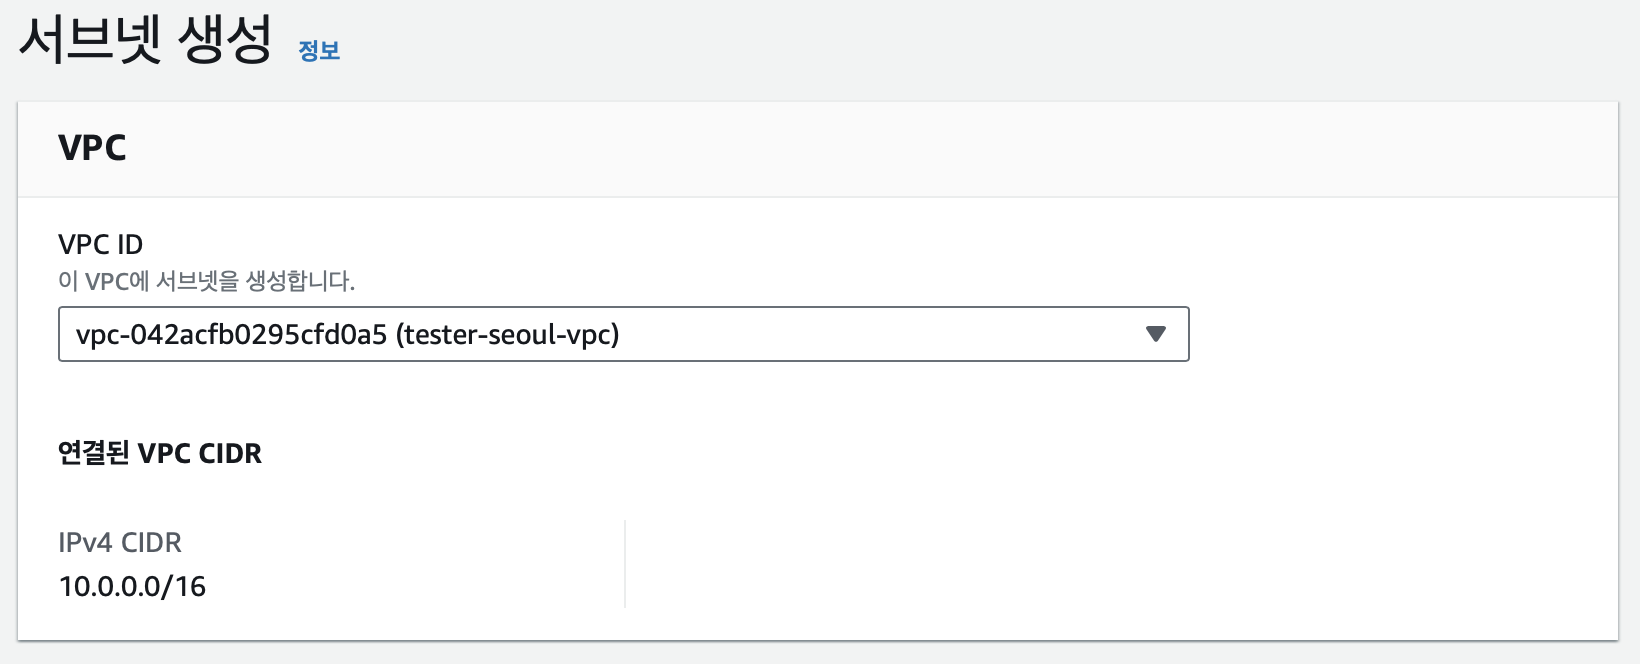 서브넷 생성 정보
VPC
VPC ID
이 VPC에 서브넷을 생성합니다.
vpc-042acfb0295cfd0a5 (tester-seoul-vpc)
연결된 VPC CIDR
IPv4 CIDR
10.0.0.0/16